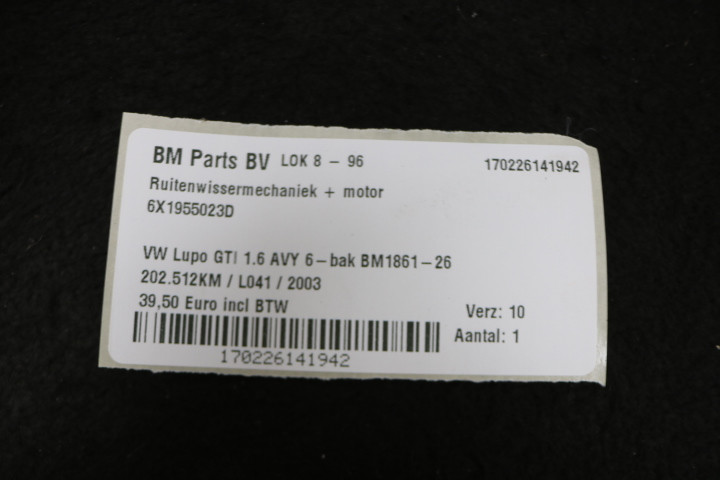 BM Parts BV LOK 8 - 96 170226141942
Ruitenwissermechaniek + motor
6X1955023D
VW Lupo GTI 1.6 AVY 6-bak BM1861-26
202.512KM / L041 / 2003
39,50 Euro incl BTW
Verz: 10
Aantal: 1
170226141942